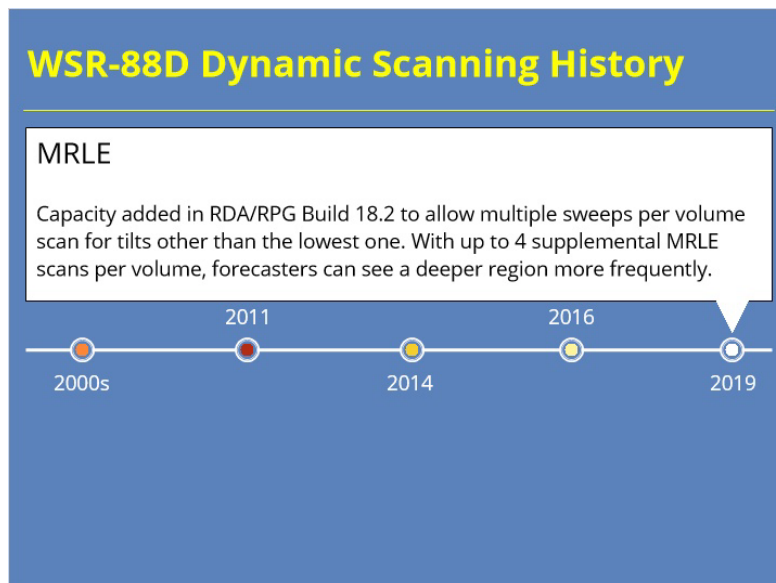 WSR-88D Dynamic Scanning History
MRLE
Capacity added in RDA/RPG Build 18.2 to allow multiple sweeps per volume
scan for tilts other than the lowest one. With up to 4 supplemental MRLE
scans per volume, forecasters can see a deeper region more frequently.
2011 2016
2000s 2014 2019